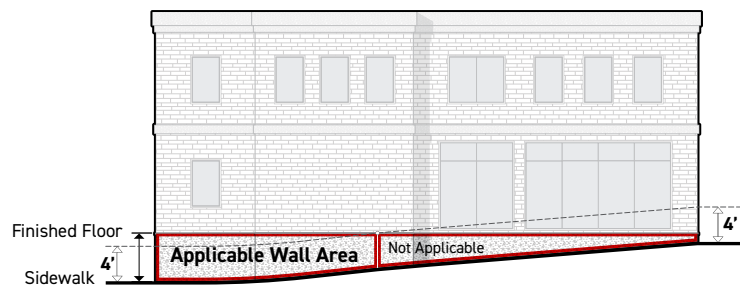 Finished Floor
4'
Applicable Wall Area
Not Applicable
4'
Sidewalk